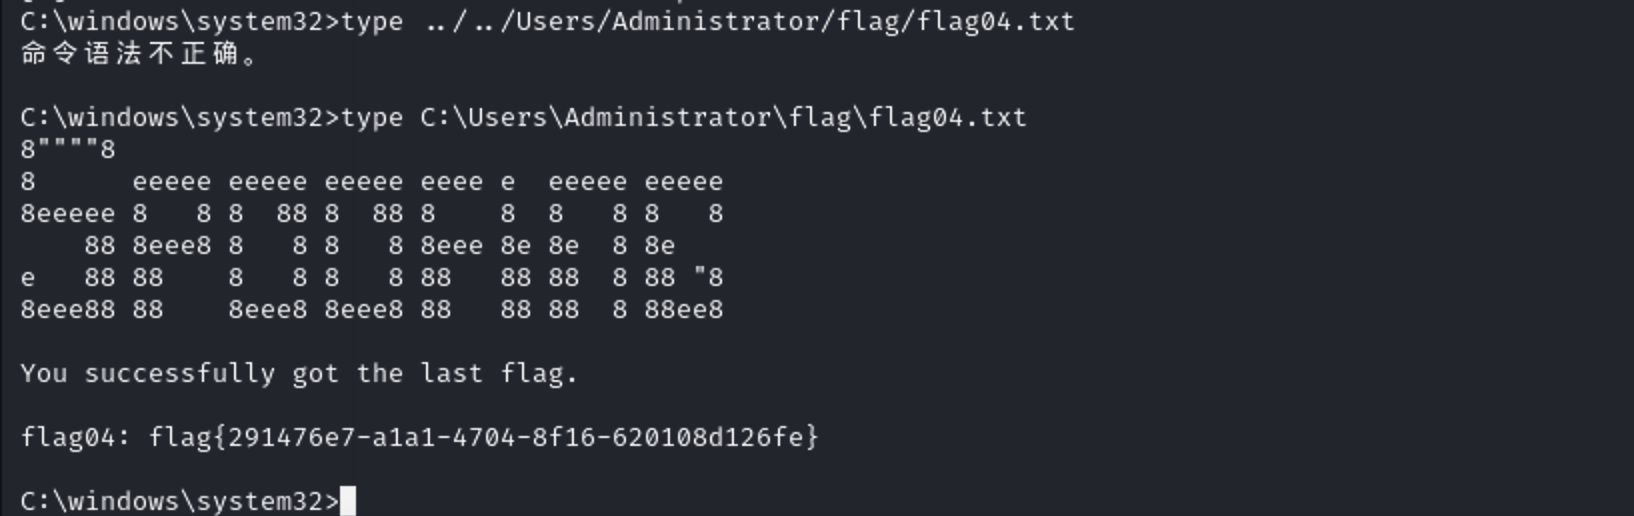 C:\windows\system32>type ../../Users/Administrator/flag/flag04.txt
命令语法不正确。
C:\windows\system32>type C:\Users\Administrator\flag\flag04.txt
8""""8
8      eeeee eeeee eeeee eeee e  eeeee eeeee
8eeeee 8   8 8  88 8  88 8    8  8   8 8   8
    88 8eee8 8   8 8   8 8eee 8e 8e  8 8e
e   88 88    8   8 8   8 88   88 88  8 88 "8
8eee88 88    8eee8 8eee8 88   88 88  8 88ee8
You successfully got the last flag.
flag04: flag{291476e7-a1a1-4704-8f16-620108d126fe}
C:\windows\system32>